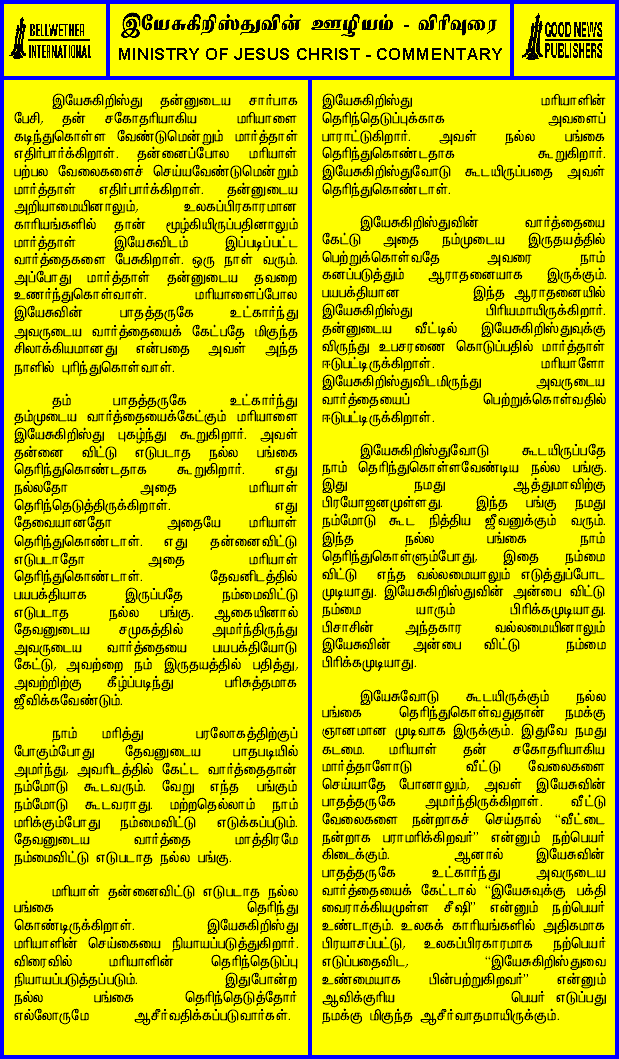 BELLWETHER
INTERNATIONAL
இயேசுகிறிஸ்துவின் ஊழியம் - விரிவுரை
MINISTRY OF JESUS CHRIST - COMMENTARY
GOOD NEWS
PUBLISHERS
இயேசுகிறிஸ்து தன்னுடைய சார்பாக
பேசி, தன் சகோதரியாகிய மரியாளை
கடிந்துகொள்ள வேண்டுமென்றும் மார்த்தாள்
எதிர்பார்க்கிறாள். தன்னைப்போல மரியாள்
பற்பல வேலைகளைச் செய்யவேண்டுமென்றும்
மார்த்தாள் எதிர்பார்க்கிறாள். தன்னுடைய
அறியாமையினாலும், உலகப்பிரகாரமான
காரியங்களில் தான் மூழ்கியிருப்பதினாலும்
மார்த்தாள் இயேசுவிடம் இப்படிப்பட்ட
வார்த்தைகளை பேசுகிறாள். ஒரு நாள் வரும்.
அப்போது மார்த்தாள் தன்னுடைய தவறை
உணர்ந்துகொள்வாள். மரியாளைப்போல
இயேசுவின் பாதத்தருகே உட்கார்ந்து
அவருடைய வார்த்தையைக் கேட்பதே மிகுந்த
சிலாக்கியமானது என்பதை அவள் அந்த
நாளில் புரிந்துகொள்வாள்.
தம் பாதத்தருகே உட்கார்ந்து
தம்முடைய வார்த்தையைக்கேட்கும் மரியாளை
இயேசுகிறிஸ்து புகழ்ந்து கூறுகிறார். அவள்
தன்னை விட்டு எடுபடாத நல்ல பங்கை
தெரிந்துகொண்டதாக கூறுகிறார். எது
நல்லதோ அதை மரியாள்
தெரிந்தெடுத்திருக்கிறாள். எது
தேவையானதோ அதையே மரியாள்
தெரிந்துகொண்டாள். எது தன்னைவிட்டு
எடுபடாதோ அதை மரியாள்
தெரிந்துகொண்டாள். தேவனிடத்தில்
பயபக்தியாக இருப்பதே நம்மைவிட்டு
எடுபடாத நல்ல பங்கு. ஆகையினால்
தேவனுடைய சமுகத்தில் அமர்ந்திருந்து
அவருடைய வார்த்தையை பயபக்தியோடு
கேட்டு, அவற்றை நம் இருதயத்தில் பதித்து,
அவற்றிற்கு கீழ்ப்படிந்து பரிசுத்தமாக
ஜீவிக்கவேண்டும்.
நாம் மரித்து பரலோகத்திற்குப்
போகும்போது தேவனுடைய பாதபடியில்
அமர்ந்து, அவரிடத்தில் கேட்ட வார்த்தைதான்
நம்மோடு கூடவரும். வேறு எந்த பங்கும்
நம்மோடு கூடவராது. மற்றதெல்லாம் நாம்
மரிக்கும்போது நம்மைவிட்டு எடுக்கப்படும்.
தேவனுடைய வார்த்தை மாத்திரமே
நம்மைவிட்டு எடுபடாத நல்ல பங்கு.
மரியாள் தன்னைவிட்டு எடுபடாத நல்ல
பங்கை தெரிந்து
கொண்டிருக்கிறாள். இயேசுகிறிஸ்து
மரியாளின் செய்கையை நியாயப்படுத்துகிறார்.
விரைவில் மரியாளின் தெரிந்தெடுப்பு
நியாயப்படுத்தப்படும். இதுபோன்ற
நல்ல பங்கை தெரிந்தெடுத்தோர்
எல்லோருமே ஆசீர்வதிக்கப்படுவார்கள்.
இயேசுகிறிஸ்து மரியாளின்
தெரிந்தெடுப்புக்காக அவளைப்
பாராட்டுகிறார். அவள் நல்ல பங்கை
தெரிந்துகொண்டதாக கூறுகிறார்.
இயேசுகிறிஸ்துவோடு கூடயிருப்பதை அவள்
தெரிந்துகொண்டாள்.
இயேசுகிறிஸ்துவின் வார்த்தையை
கேட்டு அதை நம்முடைய இருதயத்தில்
பெற்றுக்கொள்வதே அவரை நாம்
கனப்படுத்தும் ஆராதனையாக இருக்கும்.
பயபக்தியான இந்த ஆராதனையில்
இயேசுகிறிஸ்து பிரியமாயிருக்கிறார்.
தன்னுடைய வீட்டில் இயேசுகிறிஸ்துவுக்கு
விருந்து உபசரணை கொடுப்பதில் மார்த்தாள்
ஈடுபட்டிருக்கிறாள். மரியாளோ
இயேசுகிறிஸ்துவிடமிருந்து அவருடைய
வார்த்தையைப் பெற்றுக்கொள்வதில்
ஈடுபட்டிருக்கிறாள்.
இயேசுகிறிஸ்துவோடு கூடயிருப்பதே
நாம் தெரிந்துகொள்ளவேண்டிய நல்ல பங்கு.
இது நமது ஆத்துமாவிற்கு
பிரயோஜனமுள்ளது. இந்த பங்கு நமது
நம்மோடு கூட நித்திய ஜீவனுக்கும் வரும்.
இந்த நல்ல பங்கை நாம்
தெரிந்துகொள்ளும்போது, இதை நம்மை
விட்டு எந்த வல்லமையாலும் எடுத்துப்போட
முடியாது. இயேசுகிறிஸ்துவின் அன்பை விட்டு
நம்மை யாரும் பிரிக்கமுடியாது.
பிசாசின் அந்தகார வல்லமையினாலும்
இயேசுவின் அன்பை விட்டு நம்மை
பிரிக்கமுடியாது.
இயேசுவோடு கூடயிருக்கும் நல்ல
பங்கை தெரிந்துகொள்வதுதான் நமக்கு
ஞானமான முடிவாக இருக்கும். இதுவே நமது
கடமை. மரியாள் தன் சகோதரியாகிய
மார்த்தாளோடு வீட்டு வேலைகளை
செய்யாதே போனாலும், அவள் இயேசுவின்
பாதத்தருகே அமர்ந்திருக்கிறாள். வீட்டு
வேலைகளை நன்றாகச் செய்தால் "வீட்டை
நன்றாக பராமரிக்கிறவர்" என்னும் நற்பெயர்
கிடைக்கும். ஆனால் இயேசுவின்
பாதத்தருகே உட்கார்ந்து அவருடைய
வார்த்தையைக் கேட்டால் "இயேசுவுக்கு பக்தி
வைராக்கியமுள்ள சீஷி" என்னும் நற்பெயர்
உண்டாகும். உலகக் காரியங்களில் அதிகமாக
பிரயாசப்பட்டு, உலகப்பிரகாரமாக நற்பெயர்
எடுப்பதைவிட, "இயேசுகிறிஸ்துவை
உண்மையாக பின்பற்றுகிறவர்" என்னும்
ஆவிக்குரிய பெயர் எடுப்பது
நமக்கு மிகுந்த ஆசீர்வாதமாயிருக்கும்.